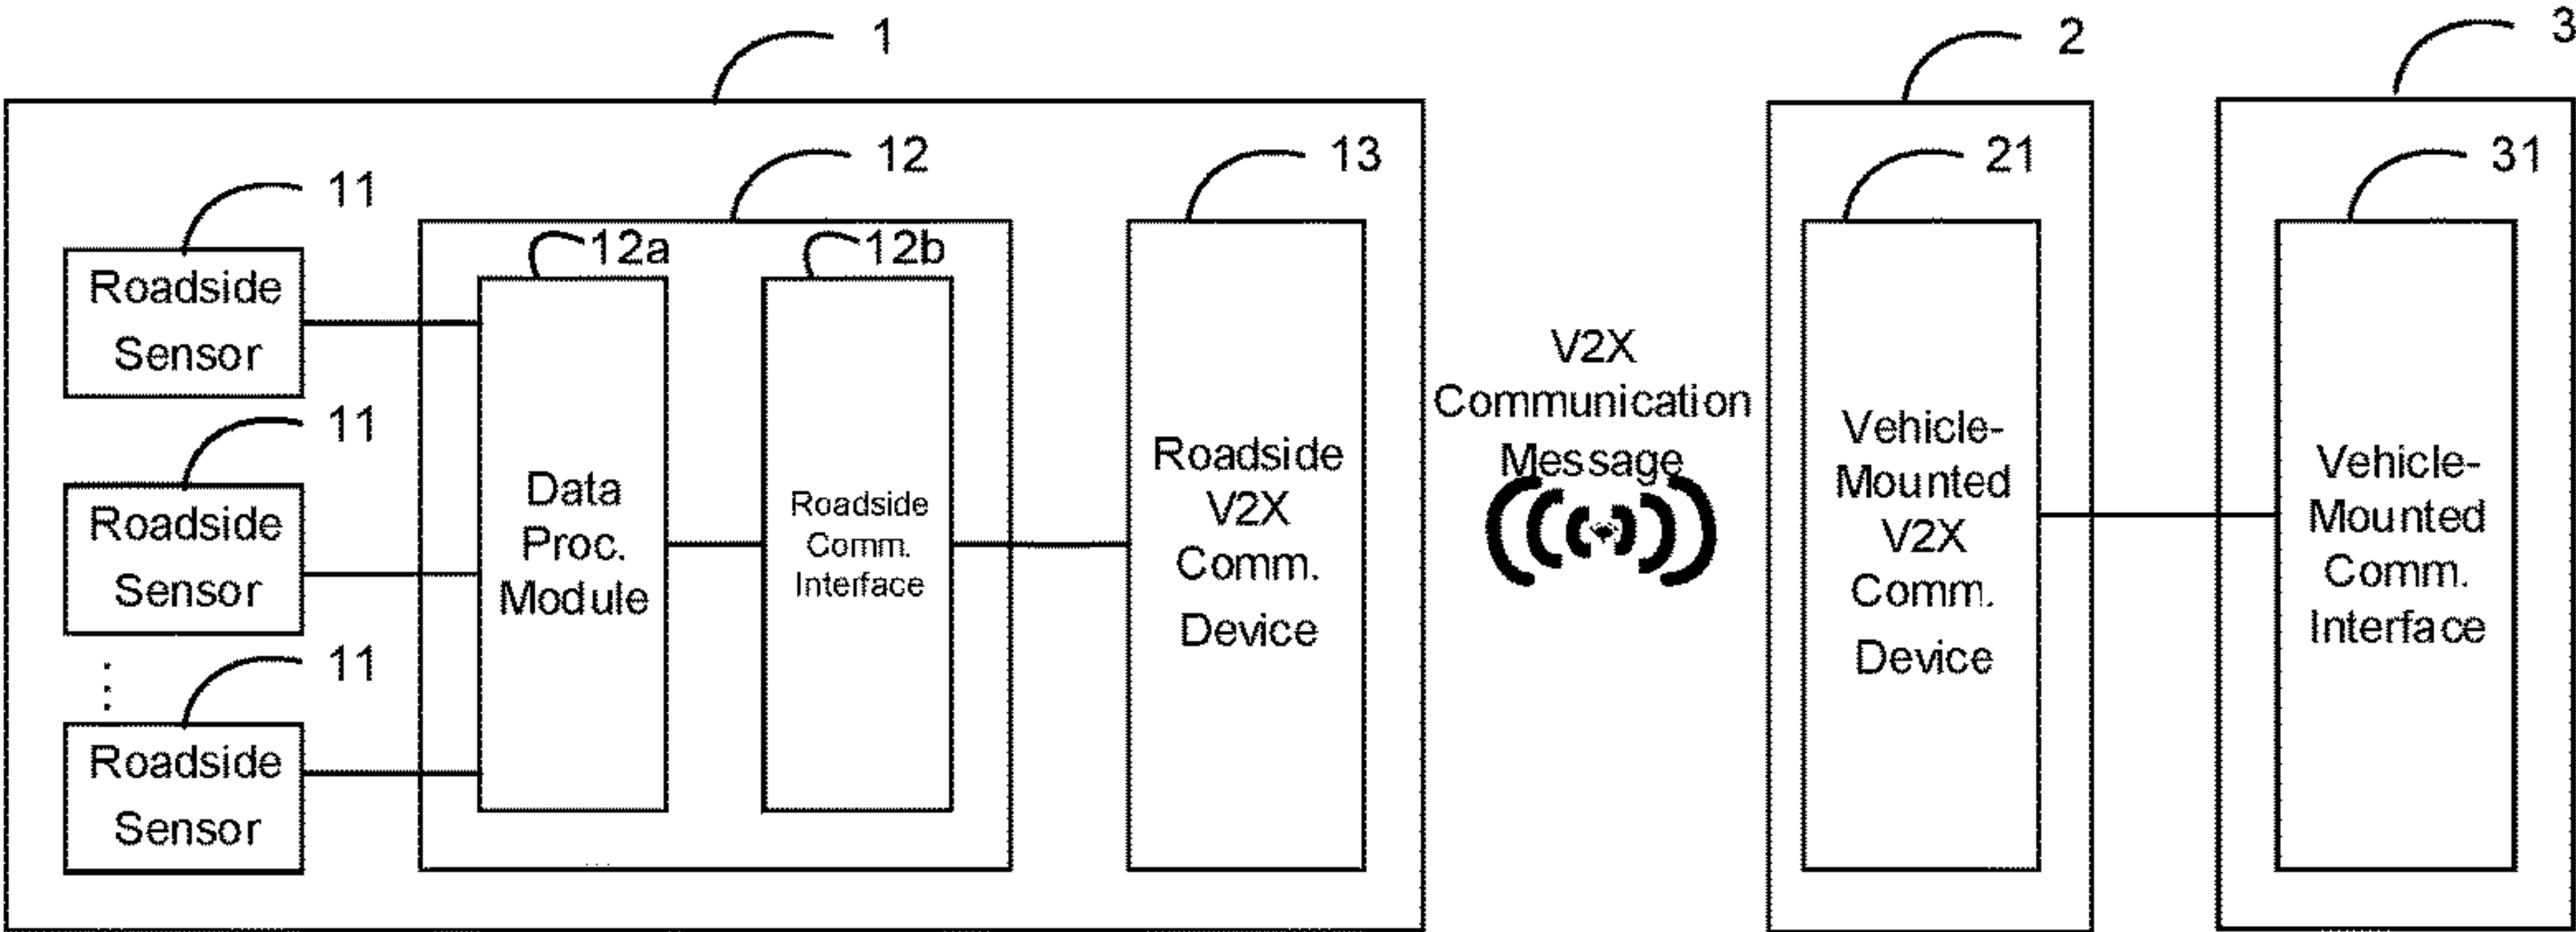 1
2
3
11
12
13
21
31
12a
12b
Roadside
Sensor
11
Roadside
Sensor
11
Roadside
Sensor
Data
Proc.
Module
Roadside
Comm.
Interface
Roadside
V2X
Comm.
Device
V2X
Communication
Message
Vehicle-
Mounted
V2X
Comm.
Device
Vehicle-
Mounted
Comm.
Interface